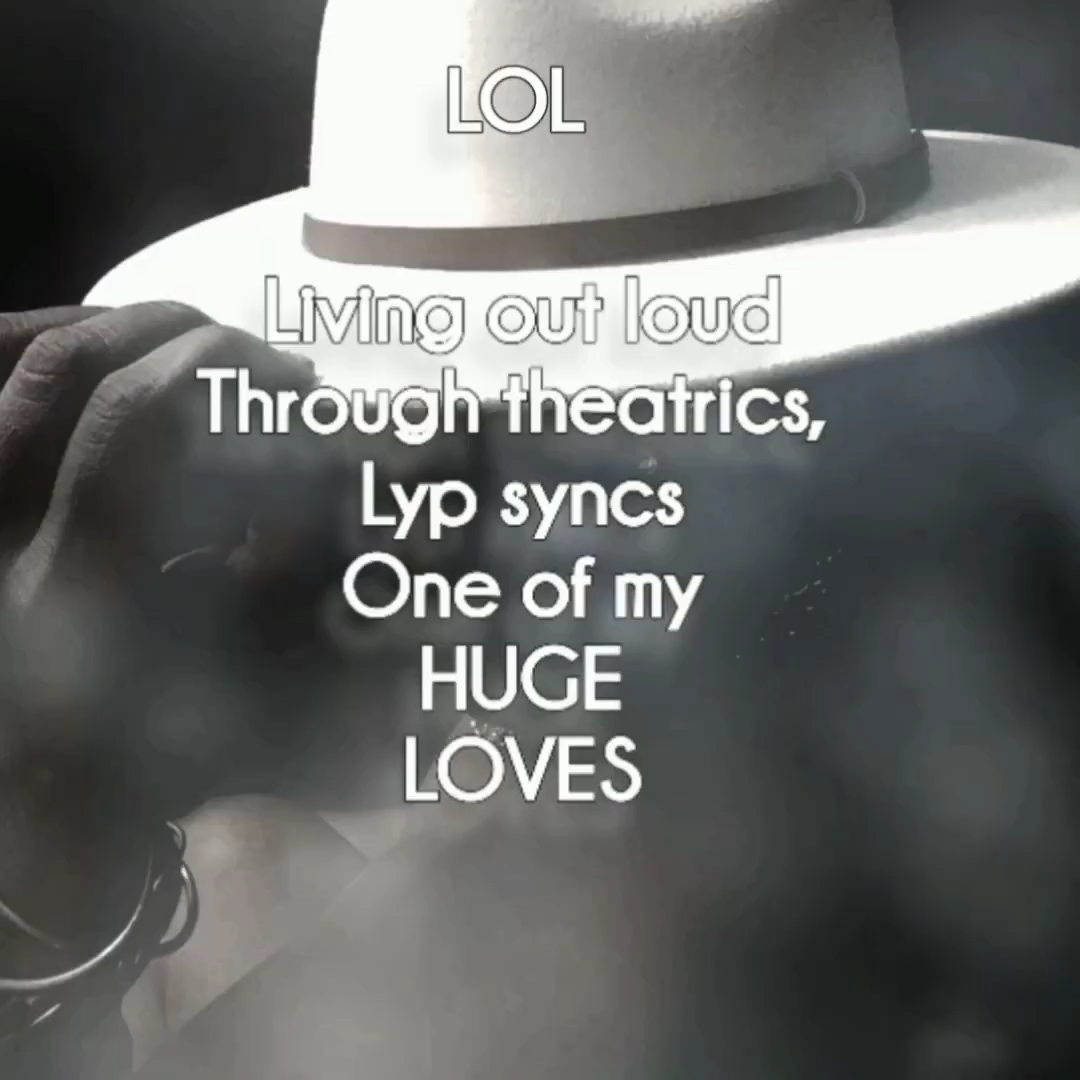 LOL
Living out loud
Through theatrics,
Lyp syncs
One of my
HUGE
LOVES